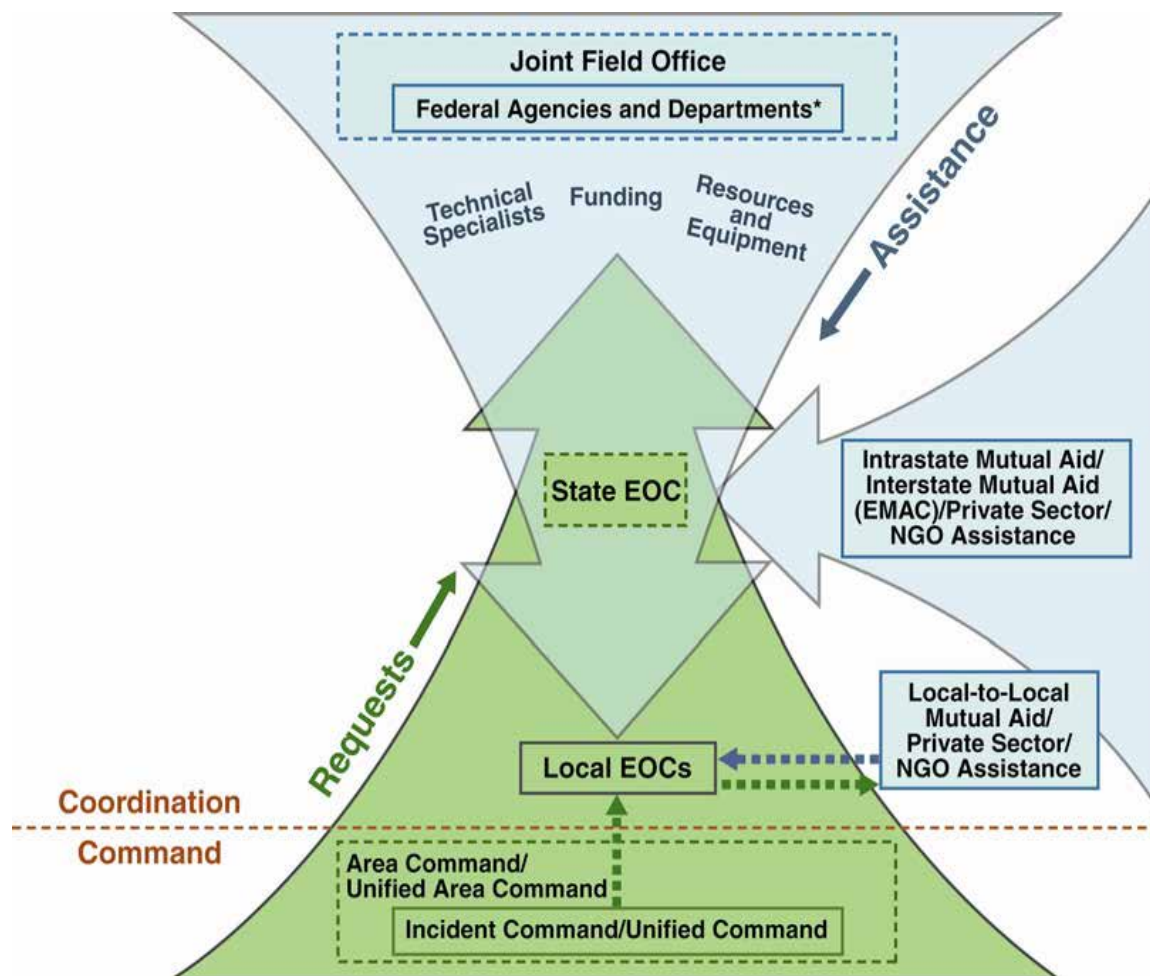 Joint Field Office
Federal Agencies and Departments*
Technical
Specialists
Funding
Resources
and
Equipment
Assistance
State EOC
Intrastate Mutual Aid/
Interstate Mutual Aid
(EMAC)/Private Sector/
NGO Assistance
Requests
Local-to-Local
Mutual Aid/
Private Sector/
NGO Assistance
Local EOCs
Coordination
Command
Area Command/
Unified Area Command
Incident Command/Unified Command